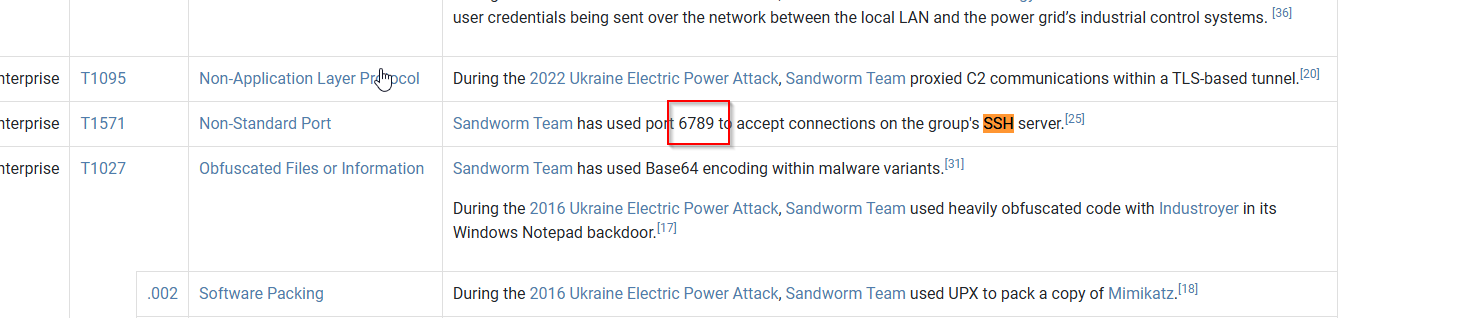 user credentials being sent over the network between the local LAN and the power grid's industrial control systems. [36]
nterprise T1095 Non-Application Layer Protocol During the 2022 Ukraine Electric Power Attack, Sandworm Team proxied C2 communications within a TLS-based tunnel.[20]
nterprise T1571 Non-Standard Port Sandworm Team has used port 6789 to accept connections on the group's SSH server.[25]
nterprise T1027 Obfuscated Files or Information Sandworm Team has used Base64 encoding within malware variants.[31]
During the 2016 Ukraine Electric Power Attack, Sandworm Team used heavily obfuscated code with Industroyer in its
Windows Notepad backdoor.[17]
.002 Software Packing During the 2016 Ukraine Electric Power Attack, Sandworm Team used UPX to pack a copy of Mimikatz.[18]